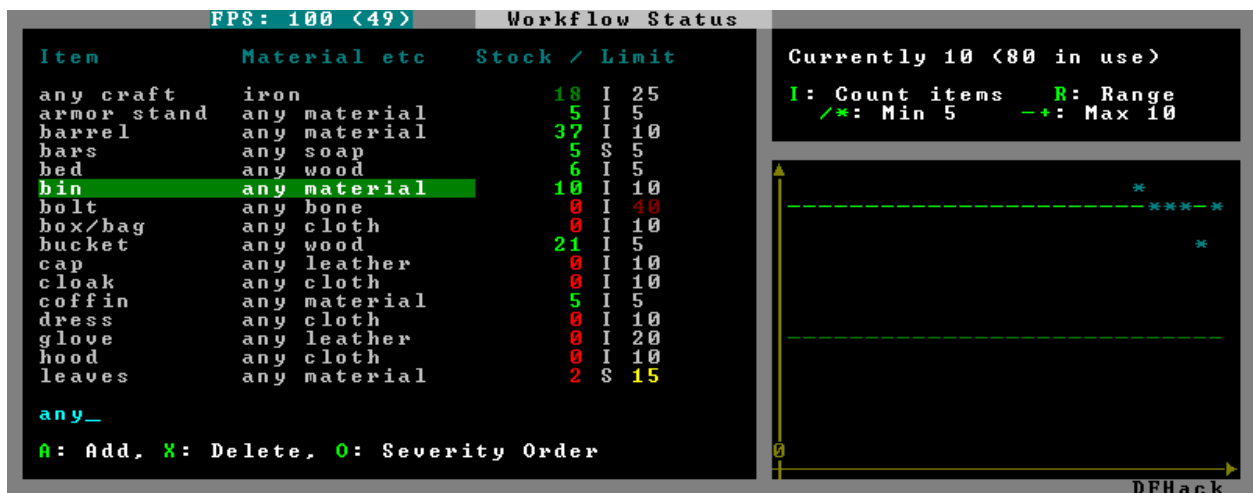 FPS: 100 (49) Workflow Status
Item Material etc Stock / Limit
any craft iron 18 I 25
armor stand any material 5 I 5
barrel any material 37 I 10
bars any soap 5 S 5
bed any wood 6 I 5
bin any material 10 I 10
bolt any bone 0 I 40
box/bag any cloth 0 I 10
bucket any wood 21 I 5
cap any leather 0 I 10
cloak any cloth 0 I 10
coffin any material 5 I 5
dress any cloth 0 I 10
glove any leather 0 I 20
hood any cloth 0 I 10
leaves any material 2 S 15
any_
A: Add, X: Delete, O: Severity Order
Currently 10 (80 in use)
I: Count items R: Range
/*: Min 5 -+: Max 10
0
DFHack